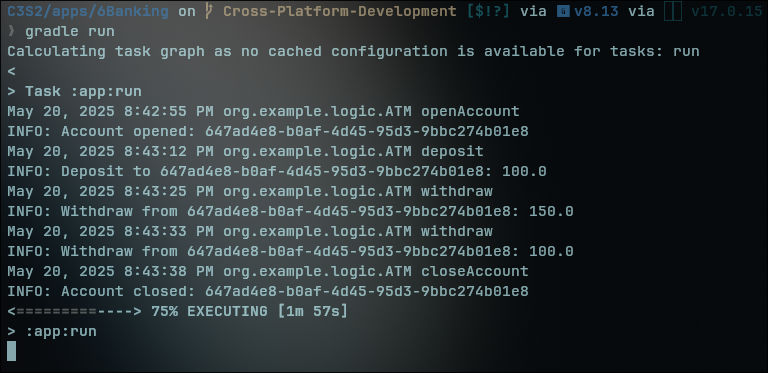 C3S2/apps/6Banking on Cross-Platform-Development [$!?] via v8.13 via v17.0.15
❯ gradle run
Calculating task graph as no cached configuration is available for tasks: run
<
> Task :app:run
May 20, 2025 8:42:55 PM org.example.logic.ATM openAccount
INFO: Account opened: 647ad4e8-b0af-4d45-95d3-9bbc274b01e8
May 20, 2025 8:43:12 PM org.example.logic.ATM deposit
INFO: Deposit to 647ad4e8-b0af-4d45-95d3-9bbc274b01e8: 100.0
May 20, 2025 8:43:25 PM org.example.logic.ATM withdraw
INFO: Withdraw from 647ad4e8-b0af-4d45-95d3-9bbc274b01e8: 150.0
May 20, 2025 8:43:33 PM org.example.logic.ATM withdraw
INFO: Withdraw from 647ad4e8-b0af-4d45-95d3-9bbc274b01e8: 100.0
May 20, 2025 8:43:38 PM org.example.logic.ATM closeAccount
INFO: Account closed: 647ad4e8-b0af-4d45-95d3-9bbc274b01e8
<=========----> 75% EXECUTING [1m 57s]
> :app:run